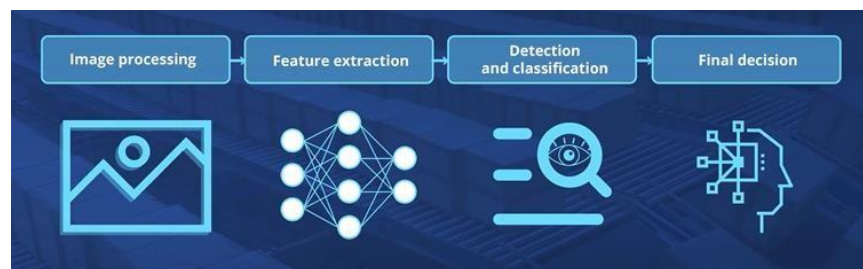 Image processing
Feature extraction
Detection
and classification
Final decision